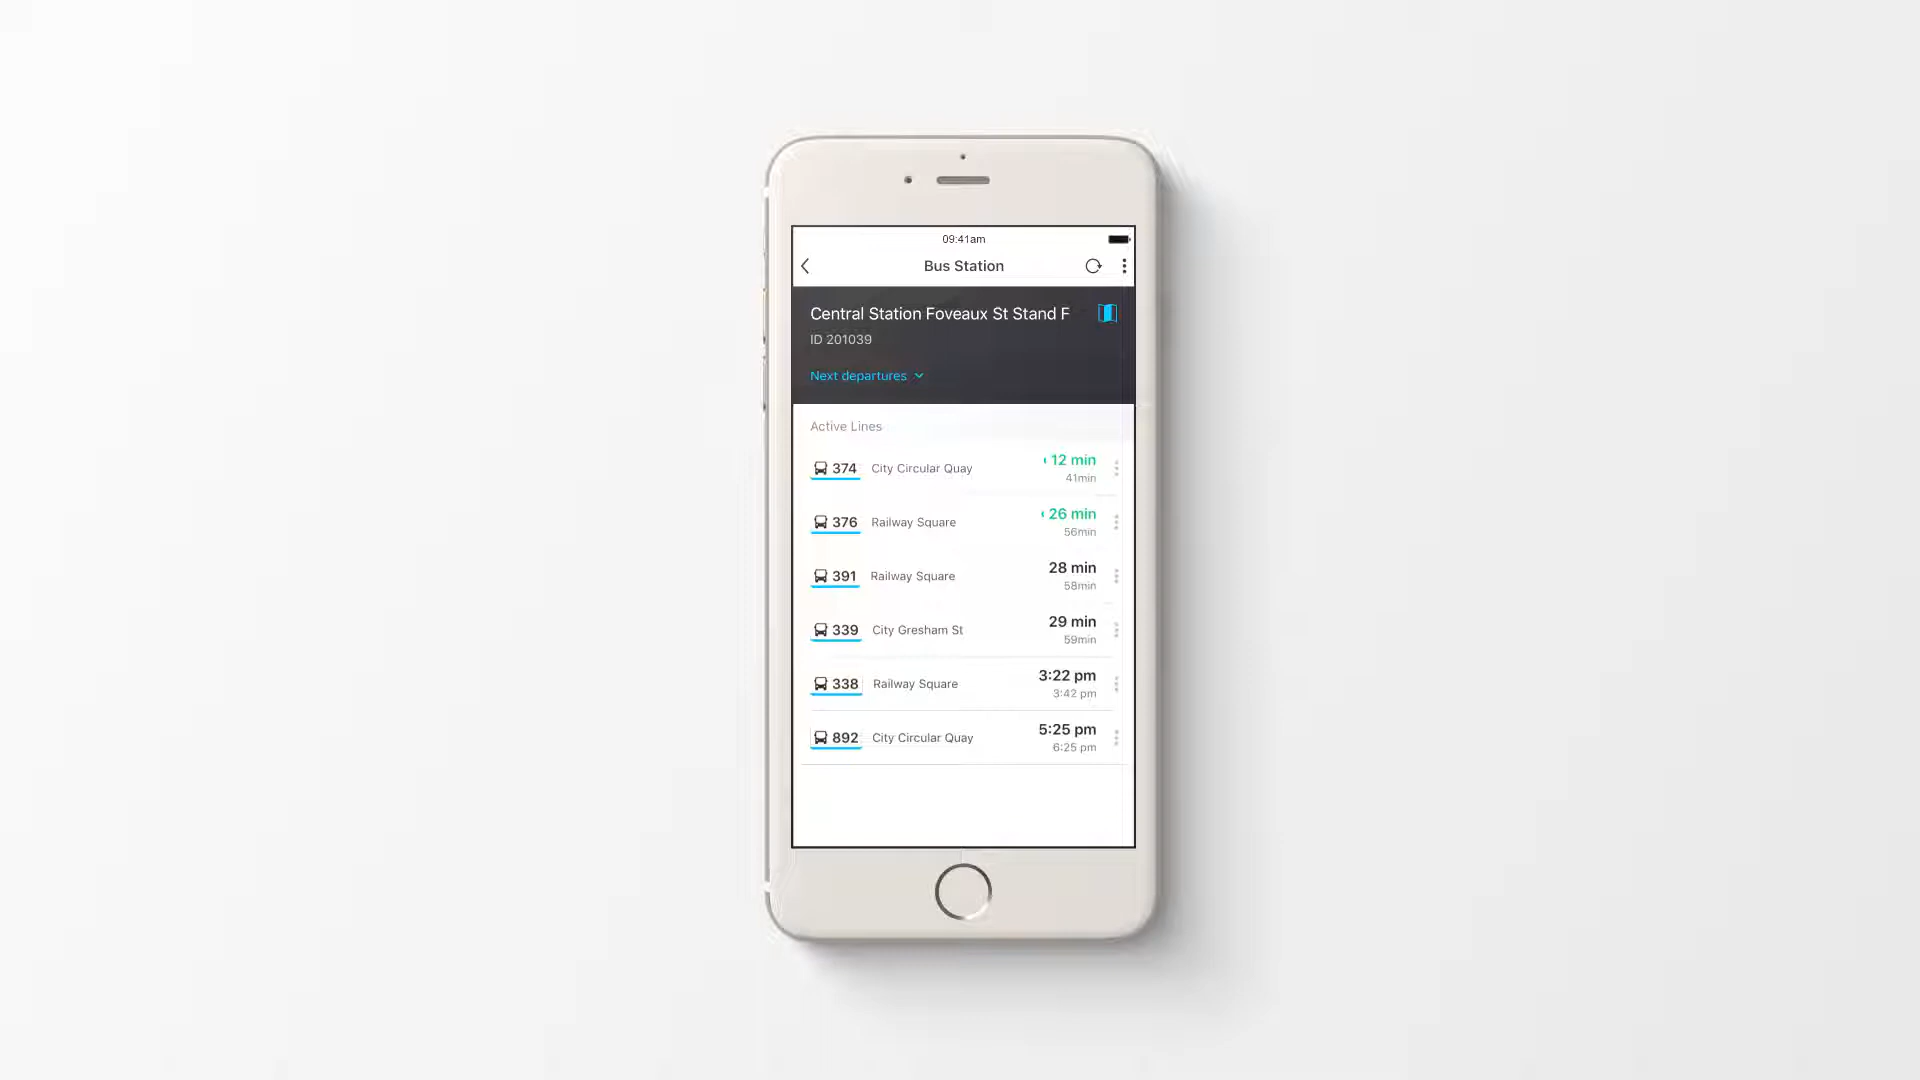 09:41am
Bus Station
Central Station Foveaux St Stand F
ID 201039
Next departures
Active Lines
374 City Circular Quay 12 min
41min
376 Railway Square 26 min
56min
391 Railway Square 28 min
58min
339 City Gresham St 29 min
59min
338 Railway Square 3:22 pm
3:42 pm
892 City Circular Quay 5:25 pm
6:25 pm